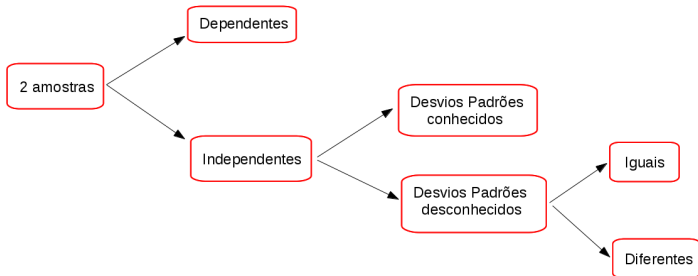 Dependentes
2 amostras
Independentes
Desvios Padrões
conhecidos
Desvios Padrões
desconhecidos
Iguais
Diferentes